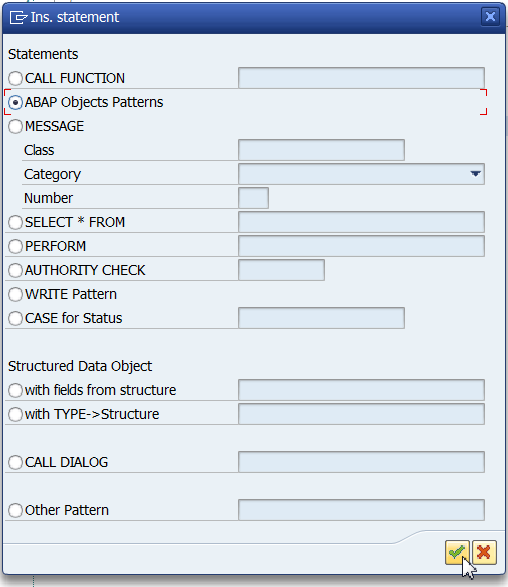 Ins. statement
Statements
CALL FUNCTION
ABAP Objects Patterns
MESSAGE
Class
Category
Number
SELECT * FROM
PERFORM
AUTHORITY CHECK
WRITE Pattern
CASE for Status
Structured Data Object
with fields from structure
with TYPE->Structure
CALL DIALOG
Other Pattern